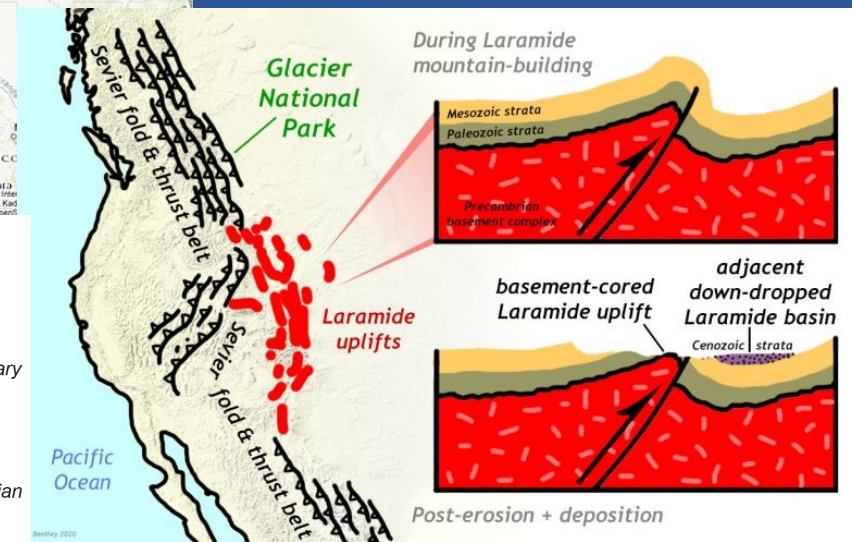 Sevier fold & thrust belt
Glacier
National
Park
Laramide
uplifts
Sevier fold & thrust belt
Pacific
Ocean
Bentley 2020
During Laramide
mountain-building
Mesozoic strata
Paleozoic strata
Precambrian
basement complex
basement-cored
Laramide uplift
adjacent
down-dropped
Laramide basin
Cenozoic strata
Post-erosion + deposition